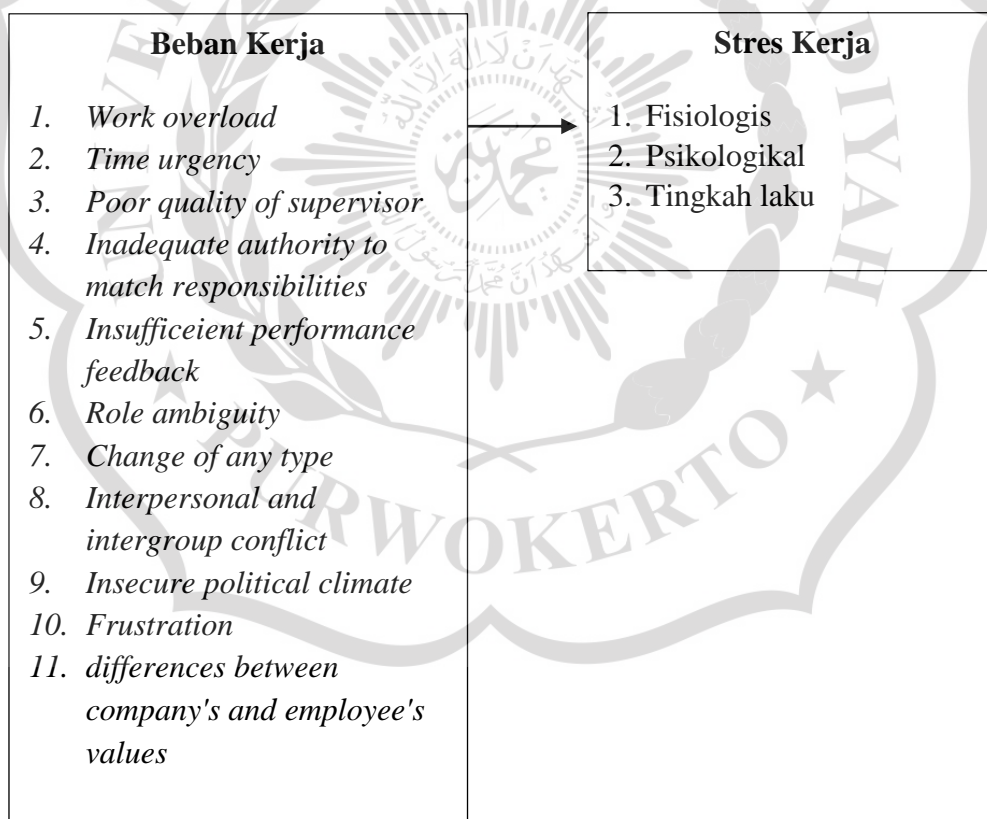 Beban Kerja
1. Work overload
2. Time urgency
3. Poor quality of supervisor
4. Inadequate authority to
match responsibilities
5. Insufficeient performance
feedback
6. Role ambiguity
7. Change of any type
8. Interpersonal and
intergroup conflict
9. Insecure political climate
10. Frustration
11. differences between
company's and employee's
values
Stres Kerja
1. Fisiologis
2. Psikologikal
3. Tingkah laku
PURWOKERTO